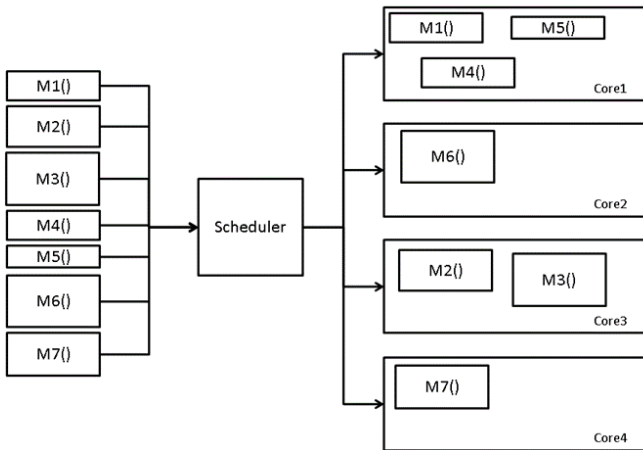 M1()
M2()
M3()
M4()
M5()
M6()
M7()
Scheduler
M1() M5()
M4()
Core1
M6()
Core2
M2() M3()
Core3
M7()
Core4